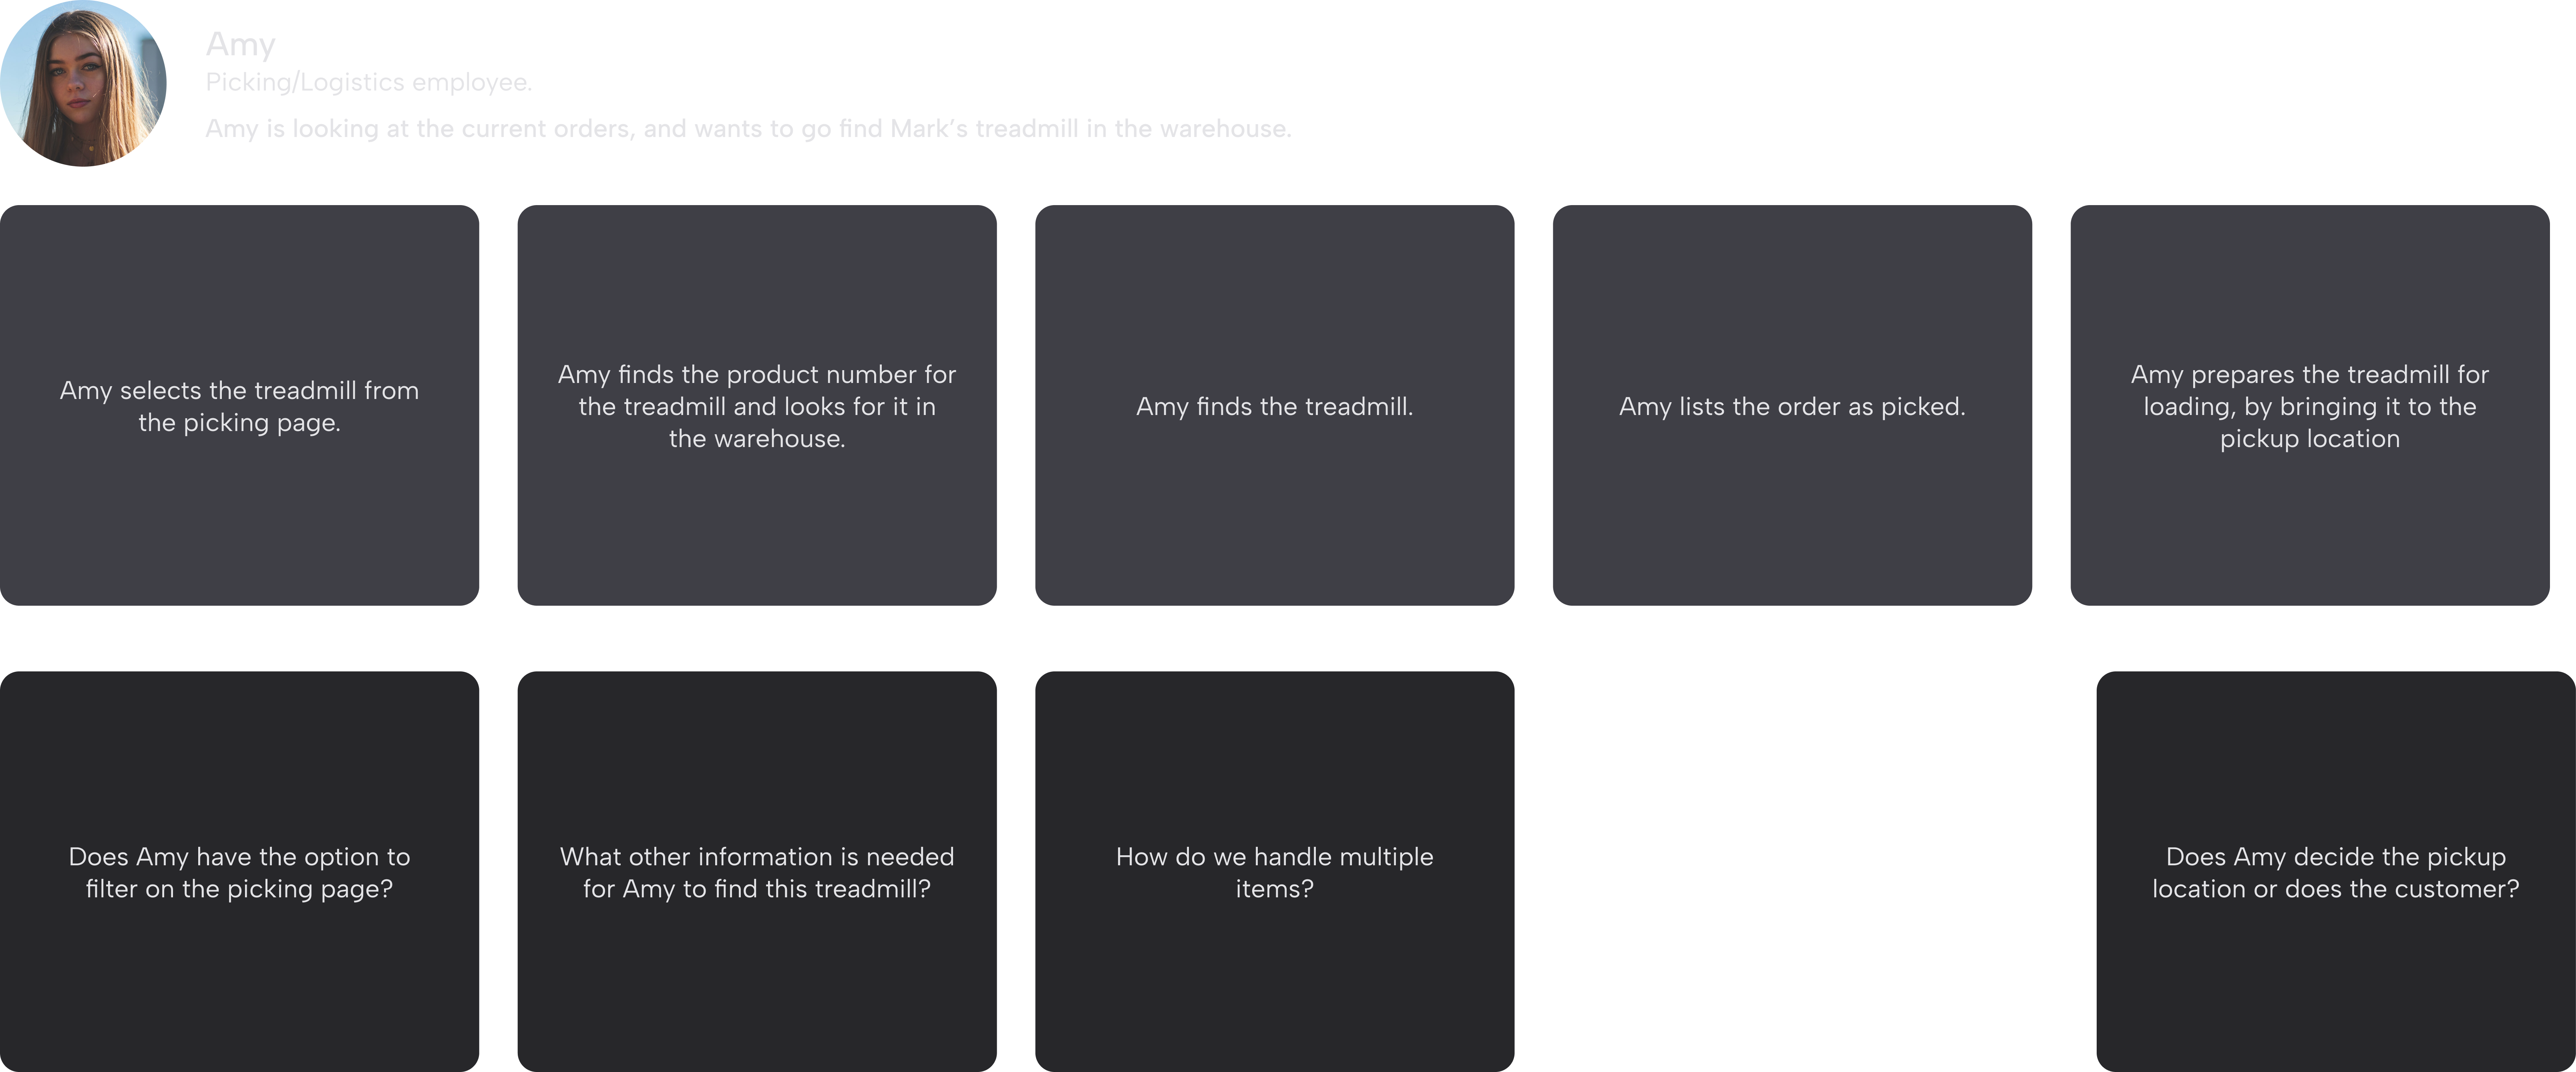 Amy
Picking/Logistics employee.
Amy is looking at the current orders, and wants to go find Mark’s treadmill in the warehouse.
Amy selects the treadmill from
the picking page.
Amy finds the product number for
the treadmill and looks for it in
the warehouse.
Amy finds the treadmill.
Amy lists the order as picked.
Amy prepares the treadmill for
loading, by bringing it to the
pickup location
Does Amy have the option to
filter on the picking page?
What other information is needed
for Amy to find this treadmill?
How do we handle multiple
items?
Does Amy decide the pickup
location or does the customer?